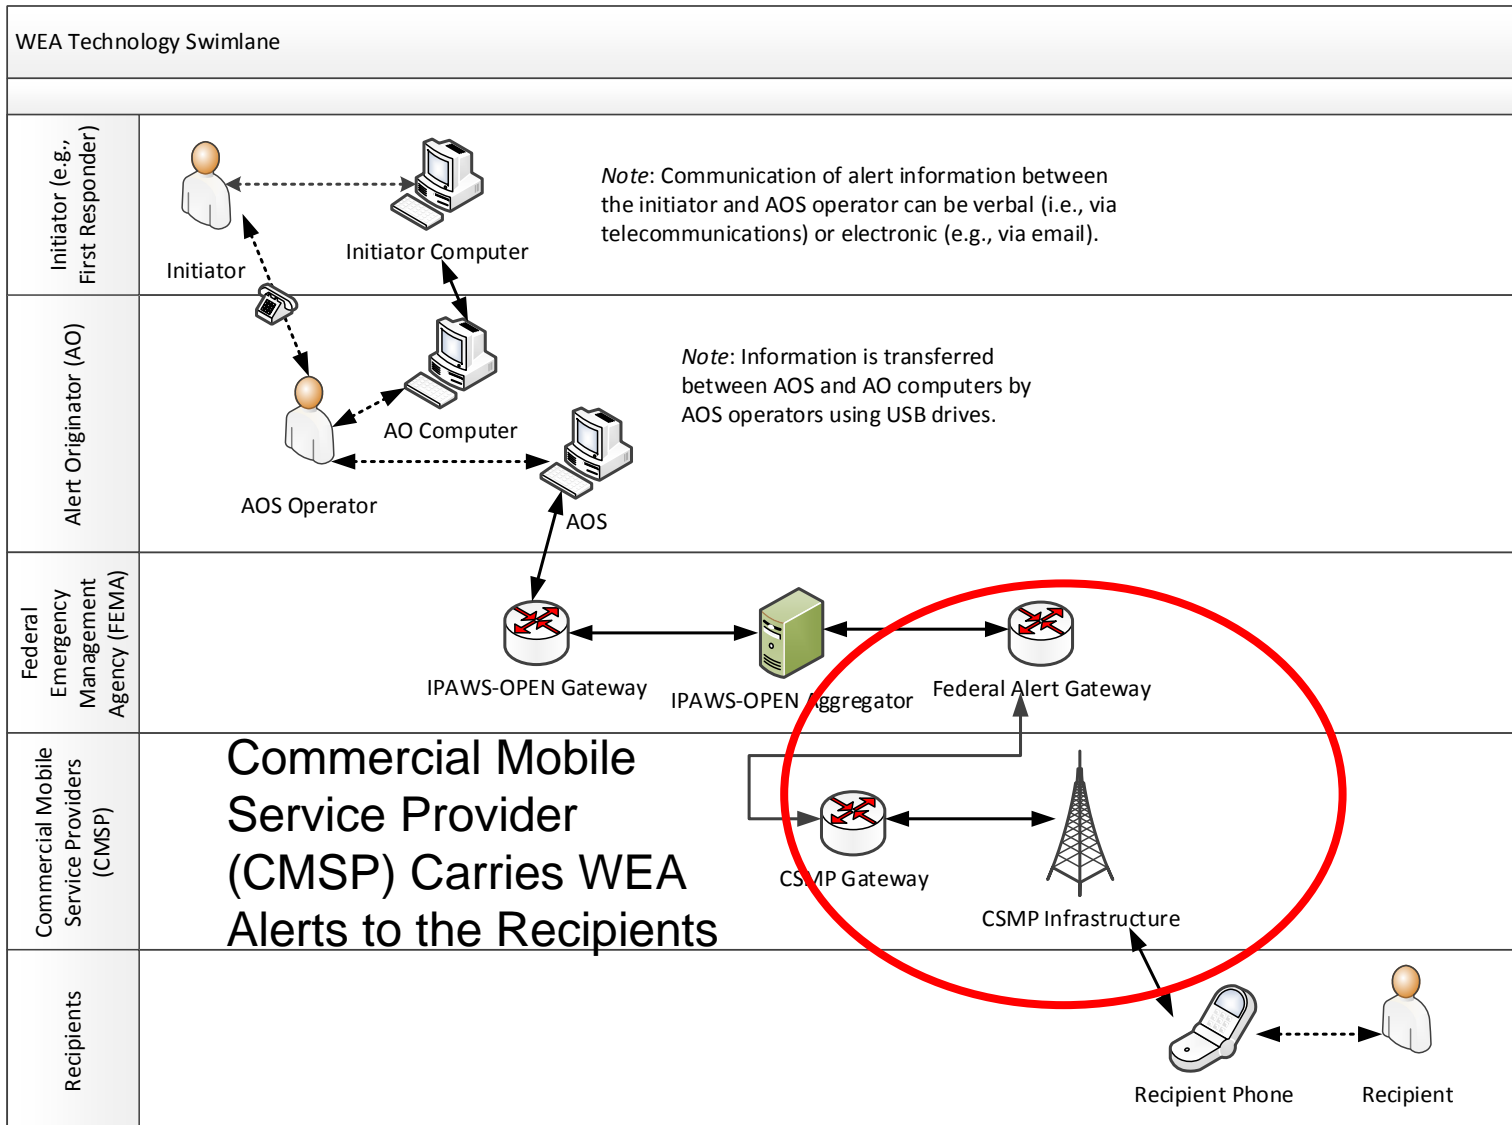 WEA Technology Swimlane
Initiator (e.g.,
First Responder)
Initiator
Initiator Computer
Note: Communication of alert information between
the initiator and AOS operator can be verbal (i.e., via
telecommunications) or electronic (e.g., via email).
Alert Originator (AO)
AOS Operator
AO Computer
AOS
Note: Information is transferred
between AOS and AO computers by
AOS operators using USB drives.
Federal
Emergency
Management
Agency (FEMA)
IPAWS-OPEN Gateway
IPAWS-OPEN Aggregator
Federal Alert Gateway
Commercial Mobile
Service Providers
(CMSP)
Commercial Mobile
Service Provider
(CMSP) Carries WEA
Alerts to the Recipients
CSMP Gateway
CSMP Infrastructure
Recipients
Recipient Phone
Recipient